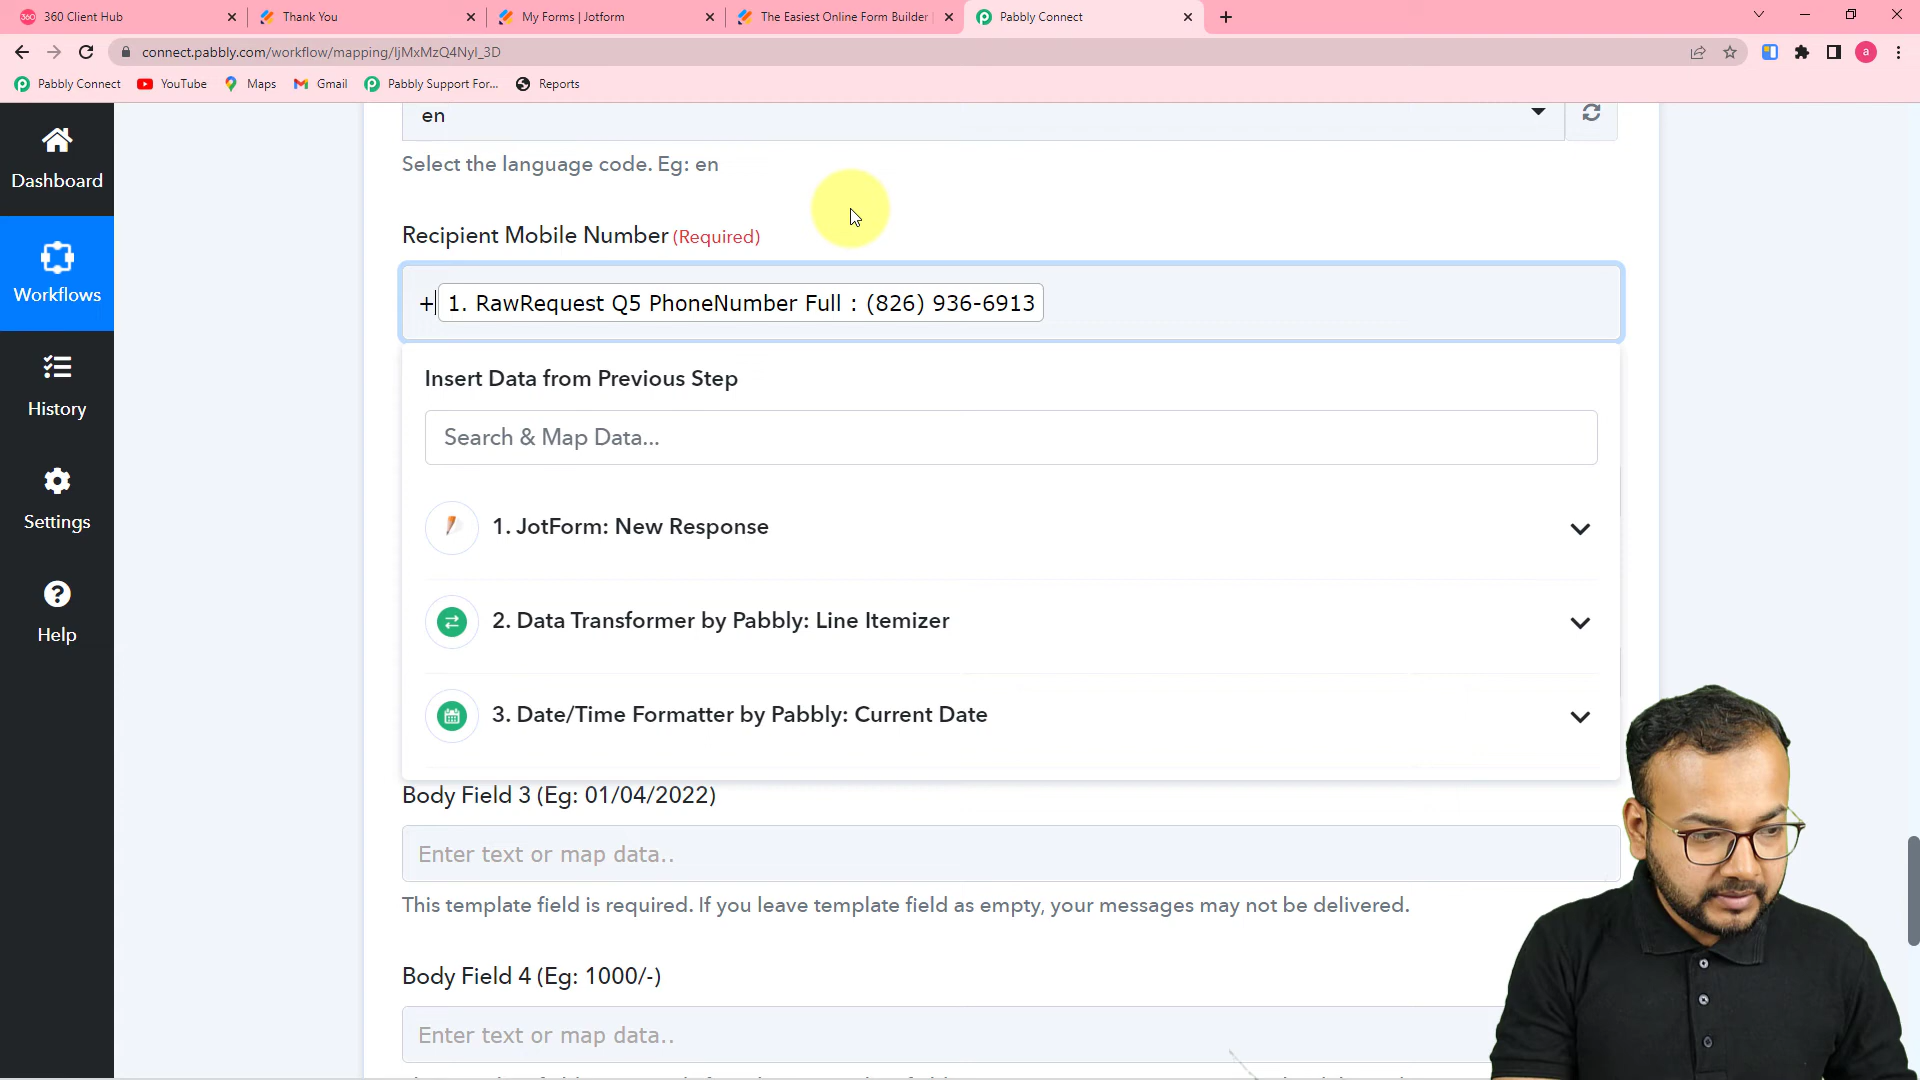 360 Client Hub
Thank You
My Forms | Jotform
The Easiest Online Form Builder
Pabbly Connect
connect.pabbly.com/workflow/mapping/IjMxMzQ4NyI_3D
a
Pabbly Connect
YouTube
Maps
Gmail
Pabbly Support For...
Reports
Dashboard
Workflows
History
Settings
Help
en
Select the language code. Eg: en
Recipient Mobile Number (Required)
+ 1. RawRequest Q5 PhoneNumber Full : (826) 936-6913
Insert Data from Previous Step
Search & Map Data...
1. JotForm: New Response
2. Data Transformer by Pabbly: Line Itemizer
3. Date/Time Formatter by Pabbly: Current Date
Body Field 3 (Eg: 01/04/2022)
Enter text or map data..
This template field is required. If you leave template field as empty, your messages may not be delivered.
Body Field 4 (Eg: 1000/-)
Enter text or map data..